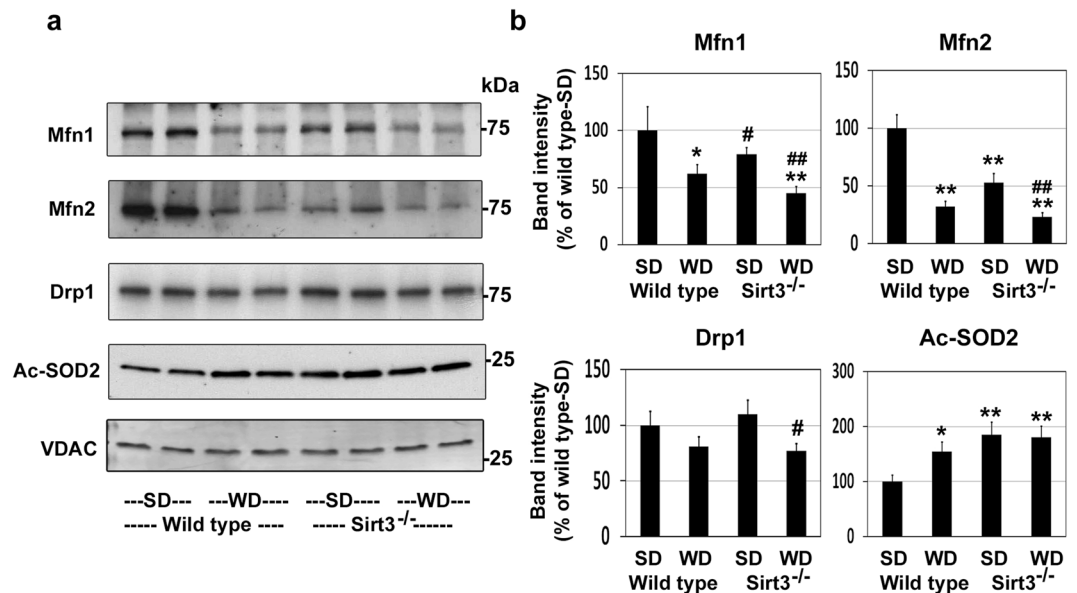 a
kDa
Mfn1
-75
Mfn2
-75
Drp1
-75
Ac-SOD2
-25
VDAC
-25
---SD--- ---WD----- ---SD---- ---WD---
----- Wild type ---- ----- Sirt3-/-------
b
Mfn1
Band intensity
(% of wild type-SD)
150
100
50
0
*
#
##
**
SD WD SD WD
Wild type Sirt3-/-
Mfn2
150
100
50
0
**
**
##
**
SD WD SD WD
Wild type Sirt3-/-
Drp1
Band intensity
(% of wild type-SD)
150
100
50
0
#
SD WD SD WD
Wild type Sirt3-/-
Ac-SOD2
300
200
100
0
*
**
**
SD WD SD WD
Wild type Sirt3-/-